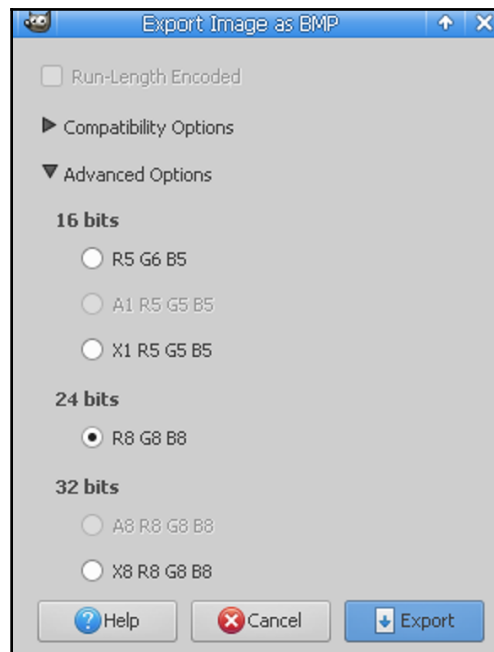 Export Image as BMP
Run-Length Encoded
Compatibility Options
Advanced Options
16 bits
R5 G6 B5
A1 R5 G5 B5
X1 R5 G5 B5
24 bits
R8 G8 B8
32 bits
A8 R8 G8 B8
X8 R8 G8 B8
Help Cancel Export